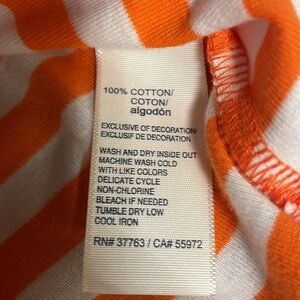 100% COTTON/
COTON/
algodón
EXCLUSIVE OF DECORATION/
EXCLUSIF DE DECORATION
WASH AND DRY INSIDE OUT
MACHINE WASH COLD
WITH LIKE COLORS
DELICATE CYCLE
NON-CHLORINE
BLEACH IF NEEDED
TUMBLE DRY LOW
COOL IRON
RN# 37763 / CA# 55972